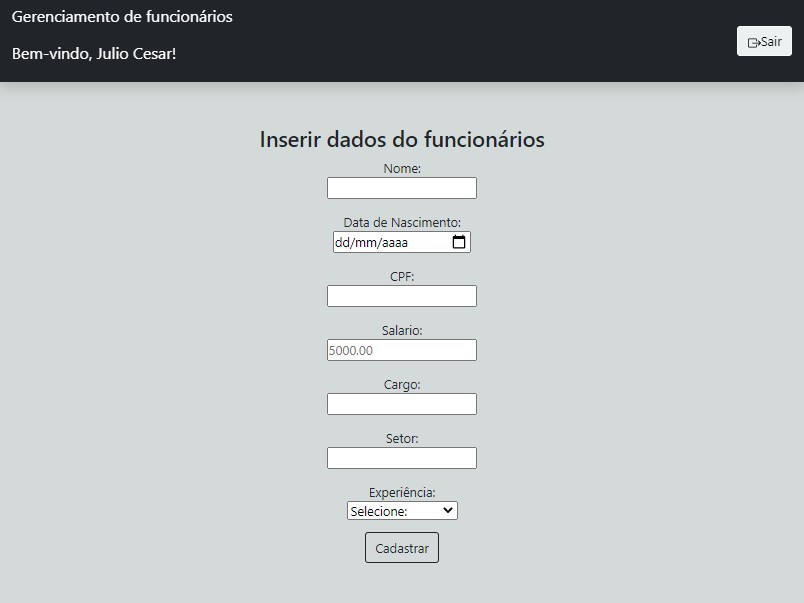 Gerenciamento de funcionários
Bem-vindo, Julio Cesar!
Sair
Inserir dados do funcionários
Nome:
Data de Nascimento:
dd/mm/aaaa
CPF:
Salario:
5000.00
Cargo:
Setor:
Experiência:
Selecione:
Cadastrar